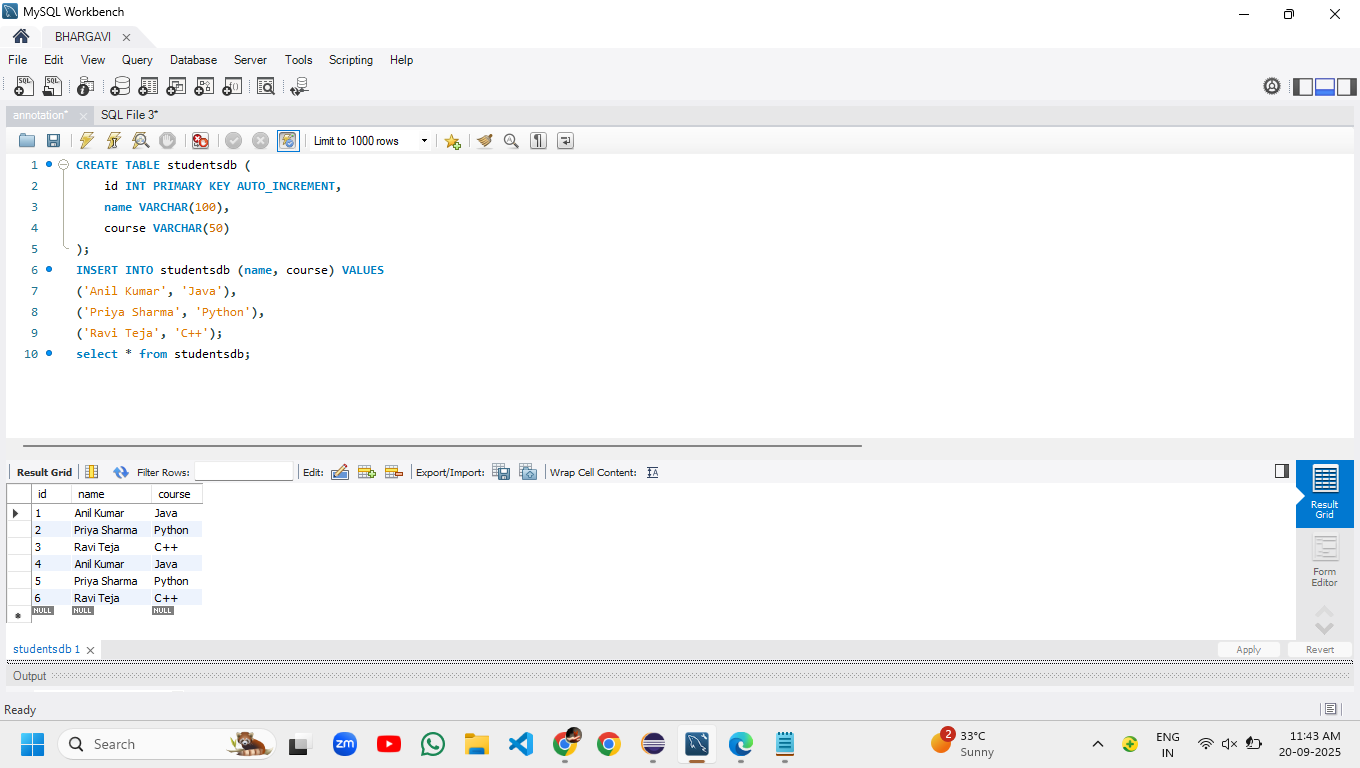 MySQL Workbench
BHARGAVI
File Edit View Query Database Server Tools Scripting Help
annotation* SQL File 3*
Limit to 1000 rows
1 CREATE TABLE studentsdb (
2 id INT PRIMARY KEY AUTO_INCREMENT,
3 name VARCHAR(100),
4 course VARCHAR(50)
5 );
6 INSERT INTO studentsdb (name, course) VALUES
7 ('Anil Kumar', 'Java'),
8 ('Priya Sharma', 'Python'),
9 ('Ravi Teja', 'C++');
10 select * from studentsdb;
Result Grid Filter Rows: Edit: Export/Import: Wrap Cell Content:
id name course
1 Anil Kumar Java
2 Priya Sharma Python
3 Ravi Teja C++
4 Anil Kumar Java
5 Priya Sharma Python
6 Ravi Teja C++
NULL NULL NULL
Result
Grid
Form
Editor
studentsdb 1 Apply Revert
Output
Ready
Search
zm
2
33°C
Sunny
ENG
IN
11:43 AM
20-09-2025